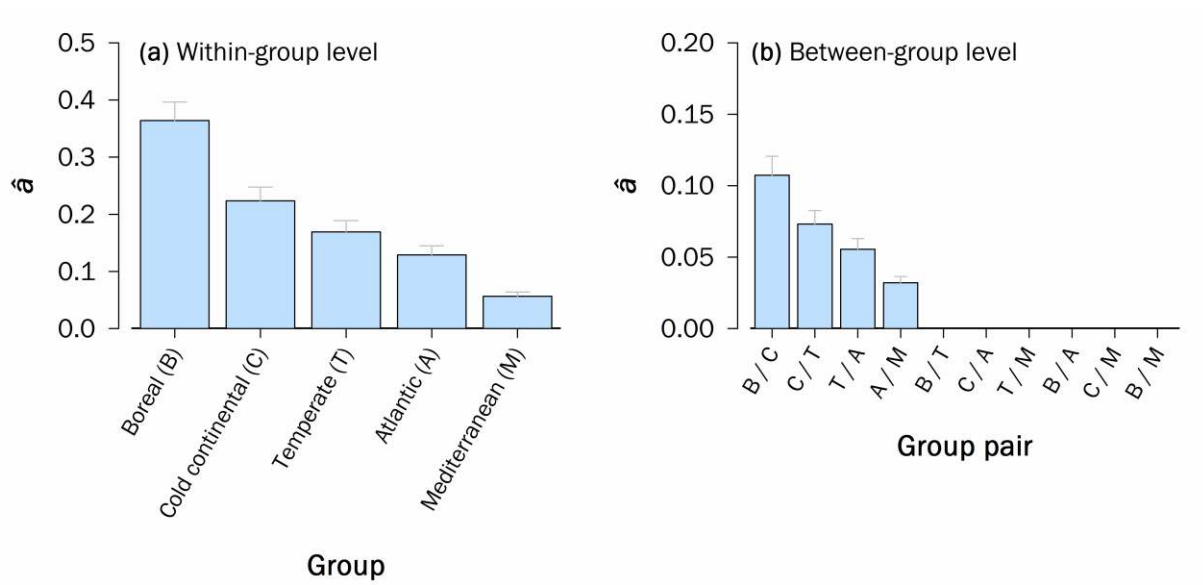 (a) Within-group level
0.5
0.4
0.3
0.2
0.1
0.0
â
Boreal (B)
Cold continental (C)
Temperate (T)
Atlantic (A)
Mediterranean (M)
Group
(b) Between-group level
0.20
0.15
0.10
0.05
0.00
â
B / C
C / T
T / A
A / M
B / T
C / A
T / M
B / A
C / M
B / M
Group pair